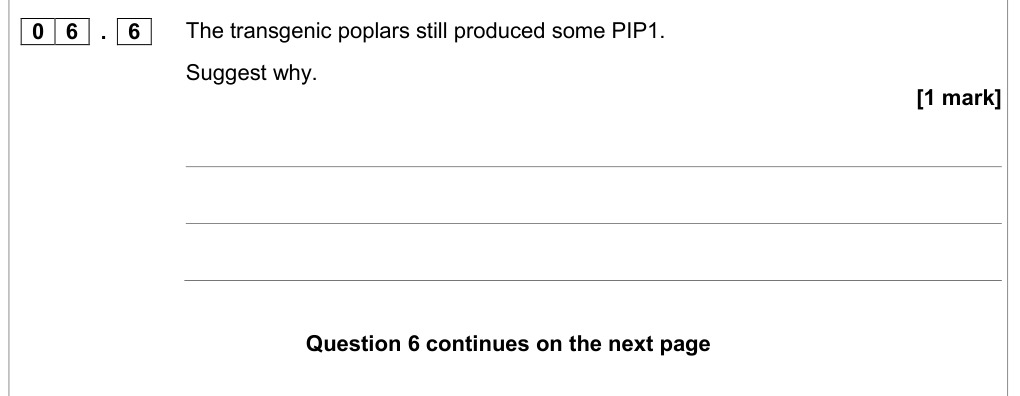 0 6 . 6 The transgenic poplars still produced some PIP1.
Suggest why.
[1 mark]
Question 6 continues on the next page